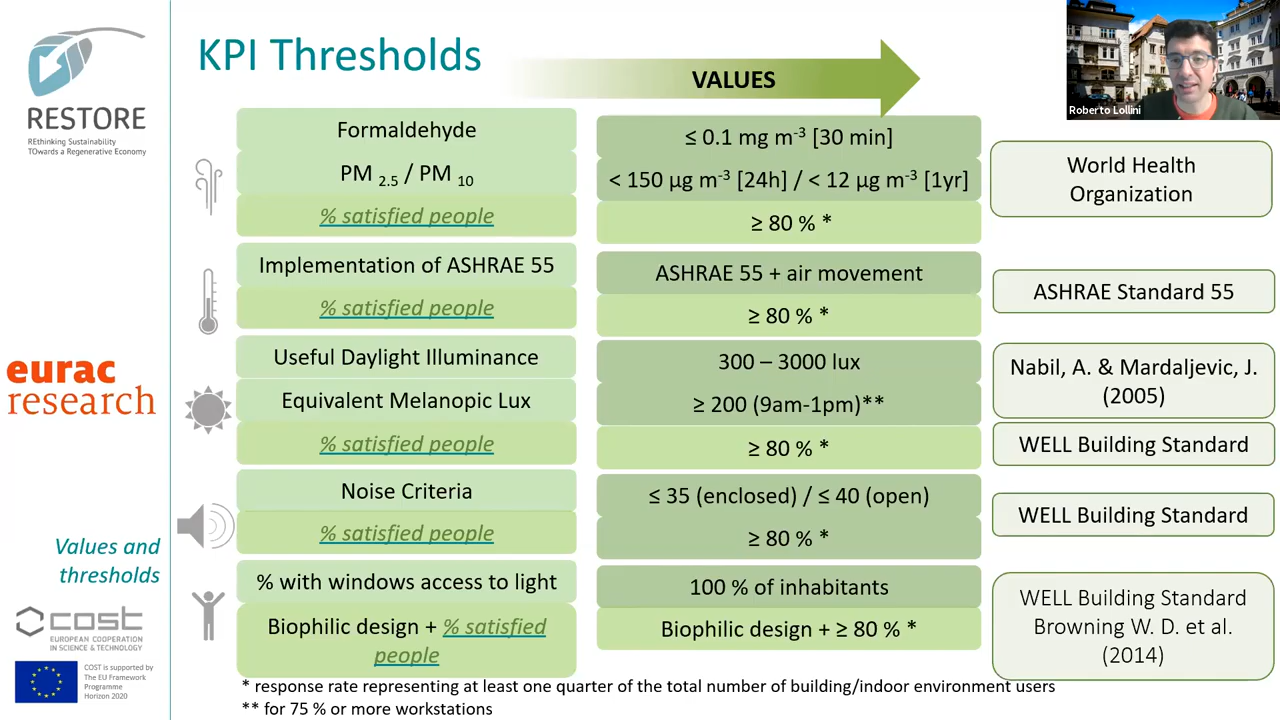 KPI Thresholds
VALUES
Roberto Lollini
RESTORE
REthinking Sustainability
TOwards a Regenerative Economy
Formaldehyde
≤ 0.1 mg m⁻³ [30 min]
World Health
Organization
PM 2.5 / PM 10
< 150 μg m⁻³ [24h] / < 12 μg m⁻³ [1yr]
% satisfied people
≥ 80 % *
Implementation of ASHRAE 55
ASHRAE 55 + air movement
ASHRAE Standard 55
% satisfied people
≥ 80 % *
Useful Daylight Illuminance
300 – 3000 lux
Nabil, A. & Mardaljevic, J.
(2005)
Equivalent Melanopic Lux
≥ 200 (9am-1pm)**
% satisfied people
≥ 80 % *
WELL Building Standard
eurac
research
Noise Criteria
≤ 35 (enclosed) / ≤ 40 (open)
WELL Building Standard
% satisfied people
≥ 80 % *
Values and
thresholds
% with windows access to light
100 % of inhabitants
WELL Building Standard
Browning W. D. et al.
(2014)
Biophilic design + % satisfied
people
Biophilic design + ≥ 80 % *
cost
EUROPEAN COOPERATION
IN SCIENCE & TECHNOLOGY
COST is supported by
The EU Framework
Programme
Horizon 2020
* response rate representing at least one quarter of the total number of building/indoor environment users
** for 75 % or more workstations